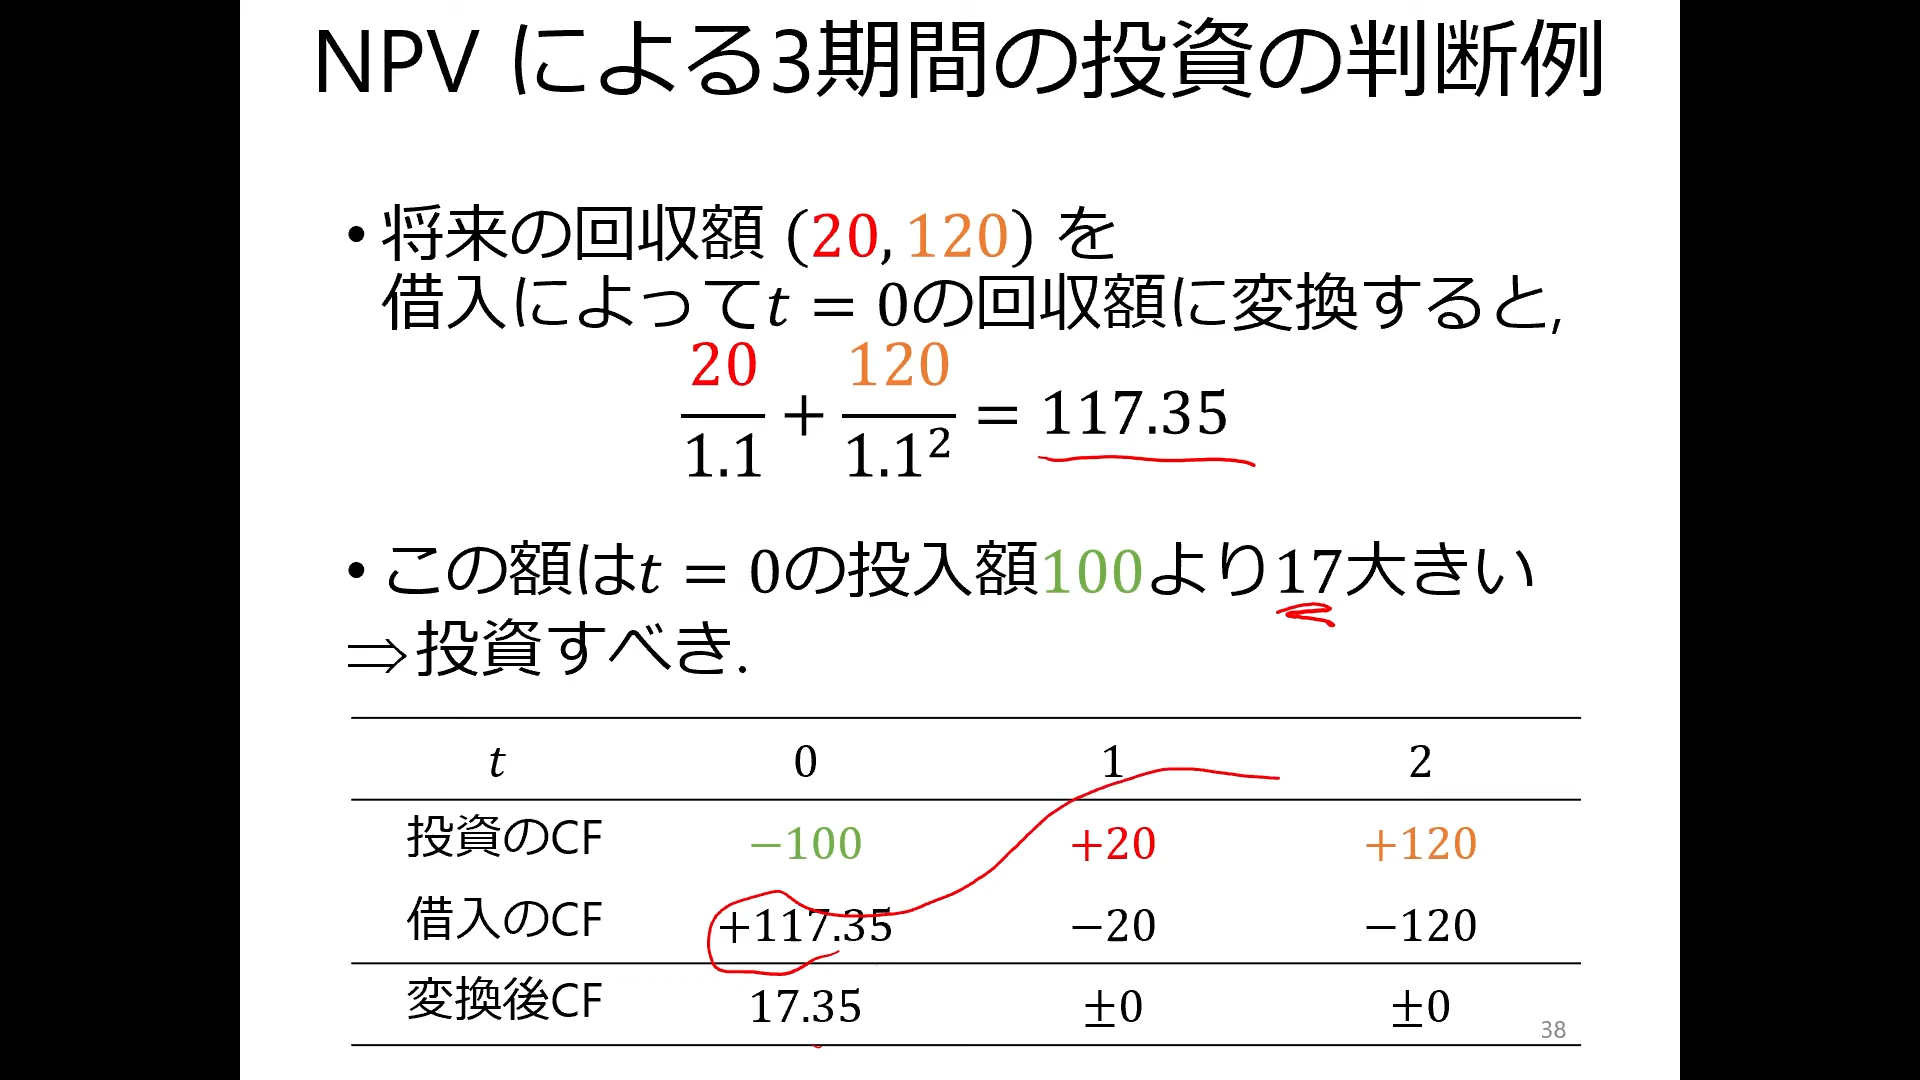 NPV による3期間の投資の判断例
• 将来の回収額 (20, 120) を
借入によってt = 0の回収額に変換すると,
20/1.1 + 120/1.1² = 117.35
• この額はt = 0の投入額100より17大きい
⇒投資すべき.
t 0 1 2
投資のCF −100 +20 +120
借入のCF +117.35 −20 −120
変換後CF 17.35 ±0 ±0
38